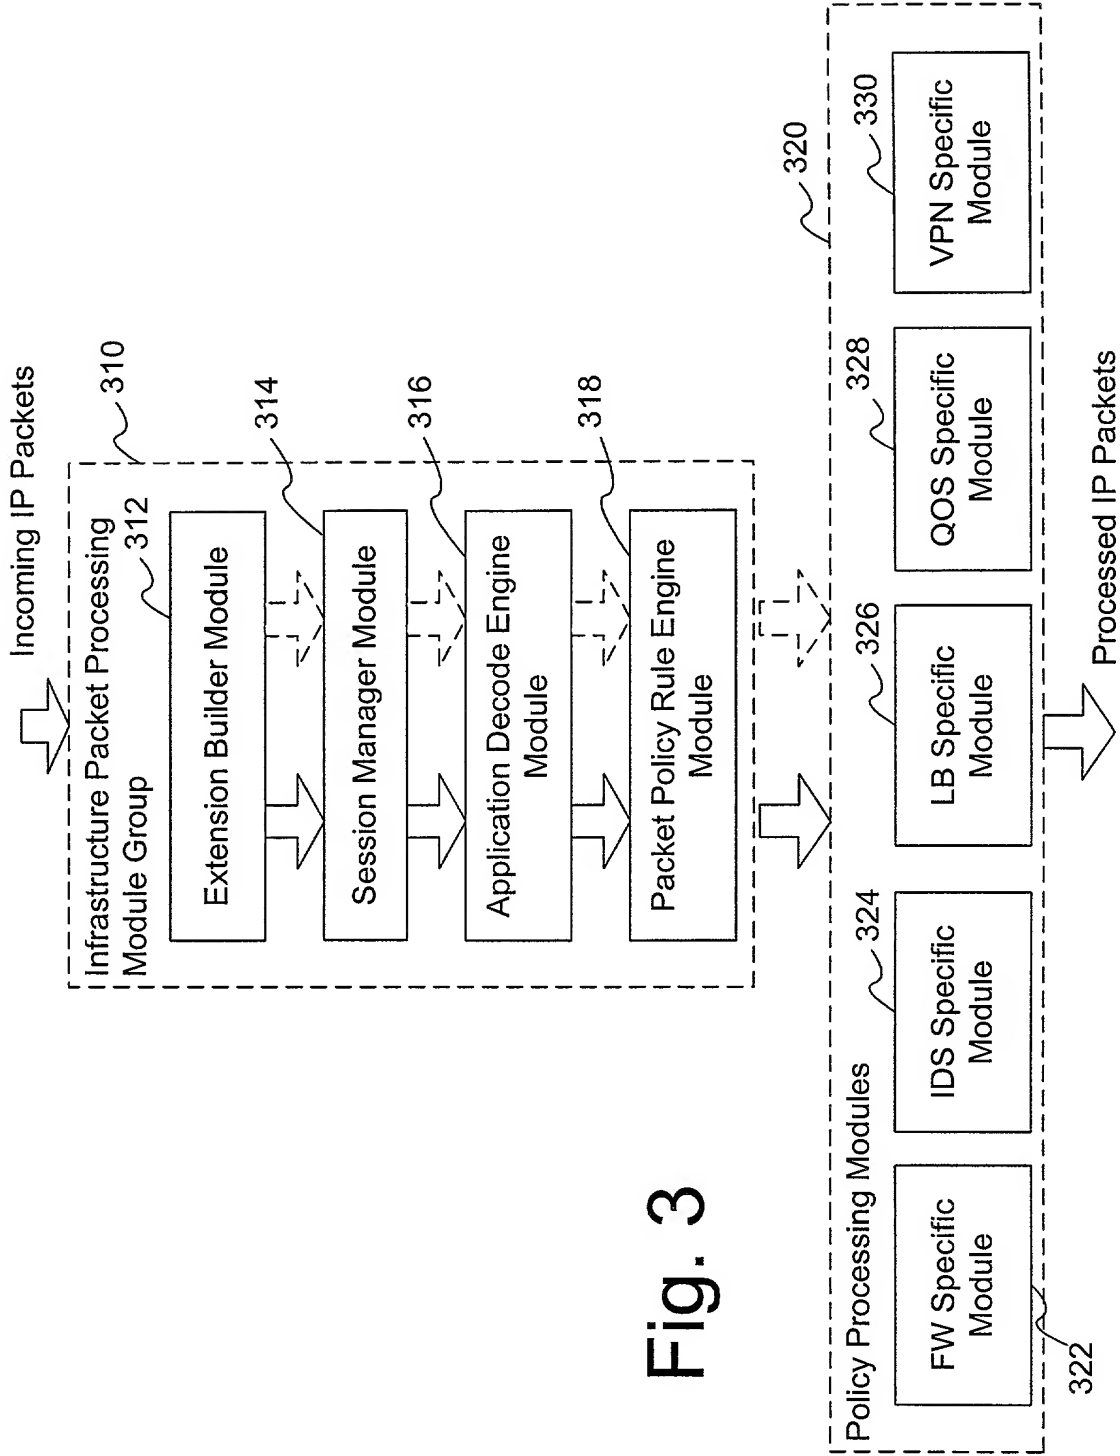 Incoming IP Packets
Infrastructure Packet Processing
Module Group
310
312
Extension Builder Module
314
Session Manager Module
316
Application Decode Engine
Module
318
Packet Policy Rule Engine
Module
320
Policy Processing Modules
322
FW Specific
Module
324
IDS Specific
Module
326
LB Specific
Module
328
QOS Specific
Module
330
VPN Specific
Module
Processed IP Packets
Fig. 3